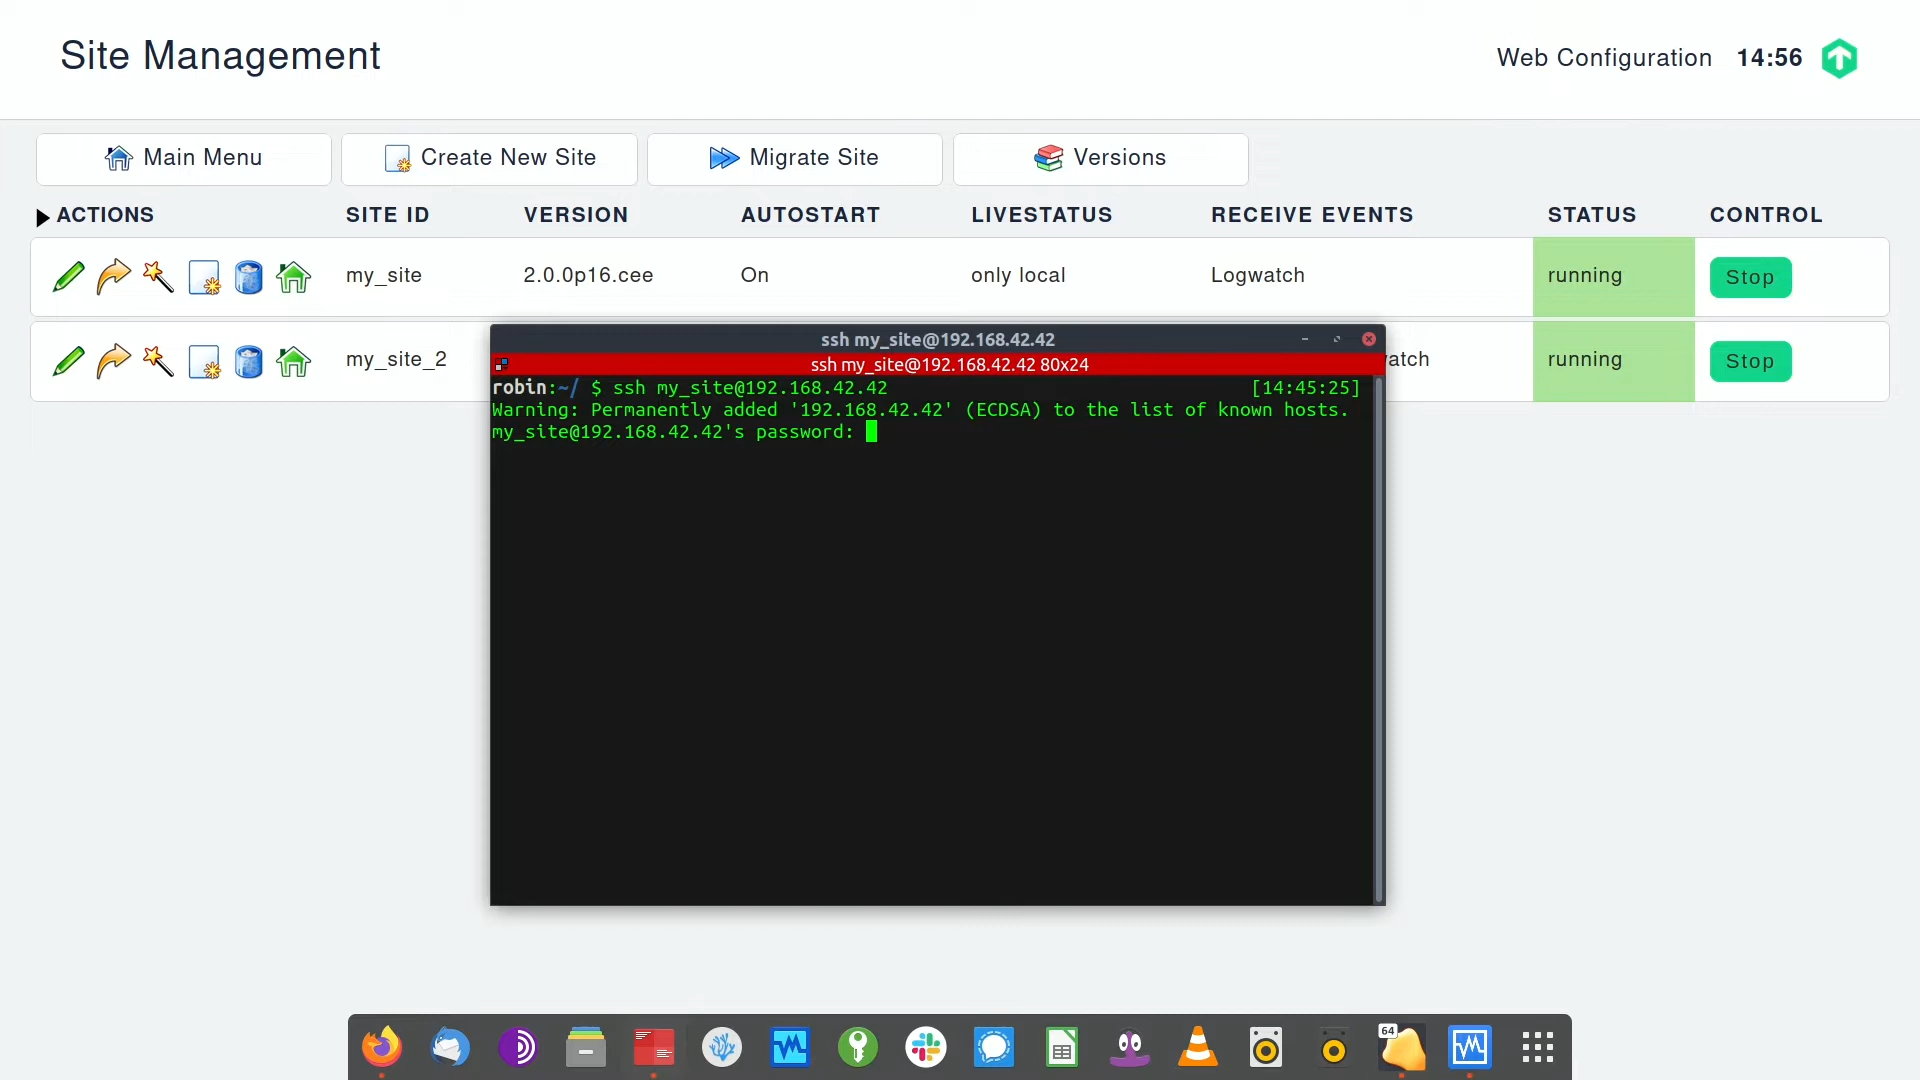 Site Management
Web Configuration 14:56
Main Menu Create New Site Migrate Site Versions
ACTIONS SITE ID VERSION AUTOSTART LIVESTATUS RECEIVE EVENTS STATUS CONTROL
my_site 2.0.0p16.cee On only local Logwatch running Stop
my_site_2 running Stop
ssh my_site@192.168.42.42
ssh my_site@192.168.42.42 80x24
robin:~/ $ ssh my_site@192.168.42.42 [14:45:25]
Warning: Permanently added '192.168.42.42' (ECDSA) to the list of known hosts.
my_site@192.168.42.42's password:
64